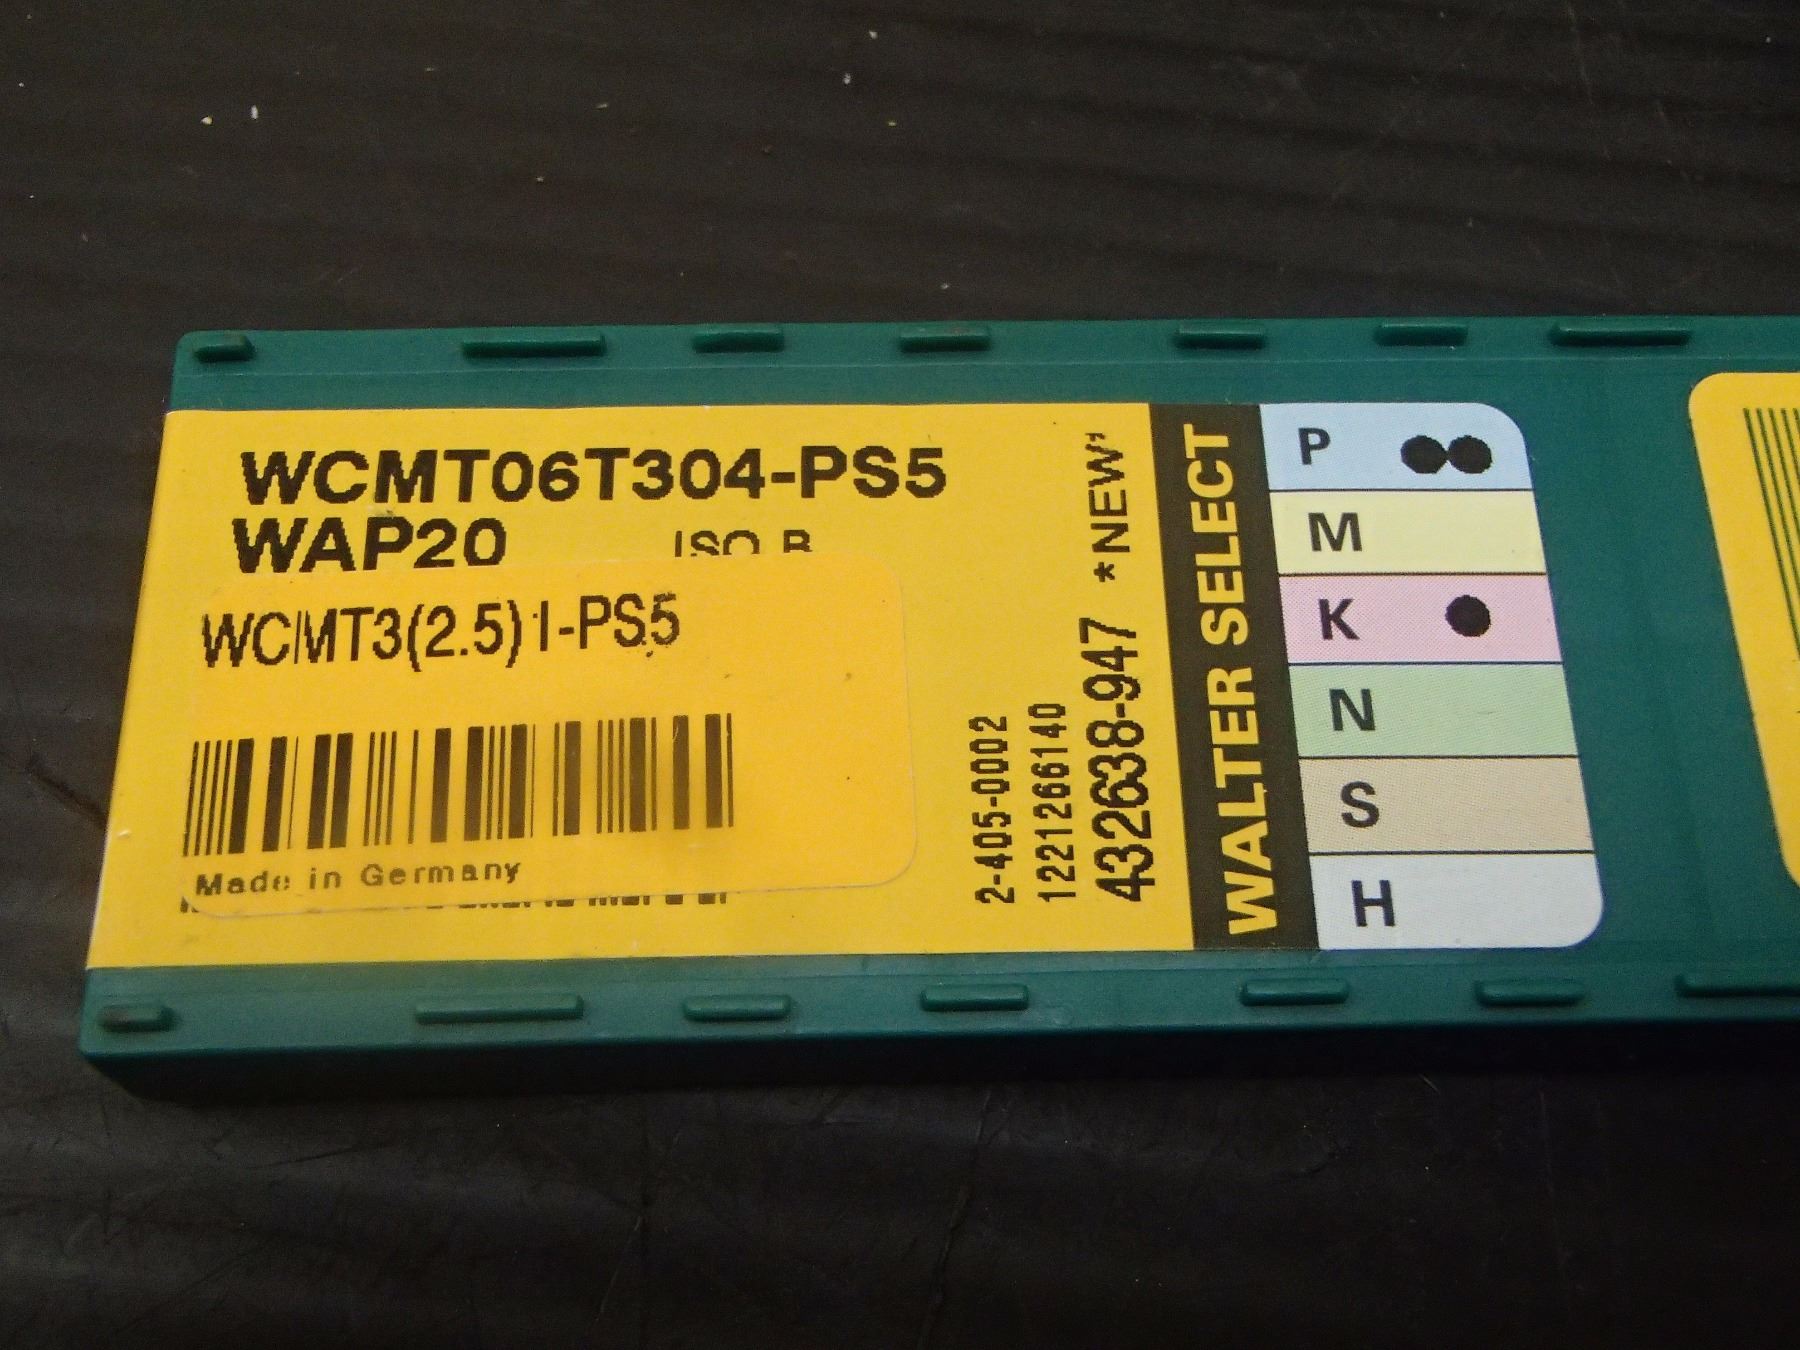 WCMT06T304-PS5
WAP20 ISO B
WCMT3(2.5)1-PS5
Made in Germany
2-405-0002
1221266140
432638-947 *NEW*
WALTER SELECT
P
M
K
N
S
H